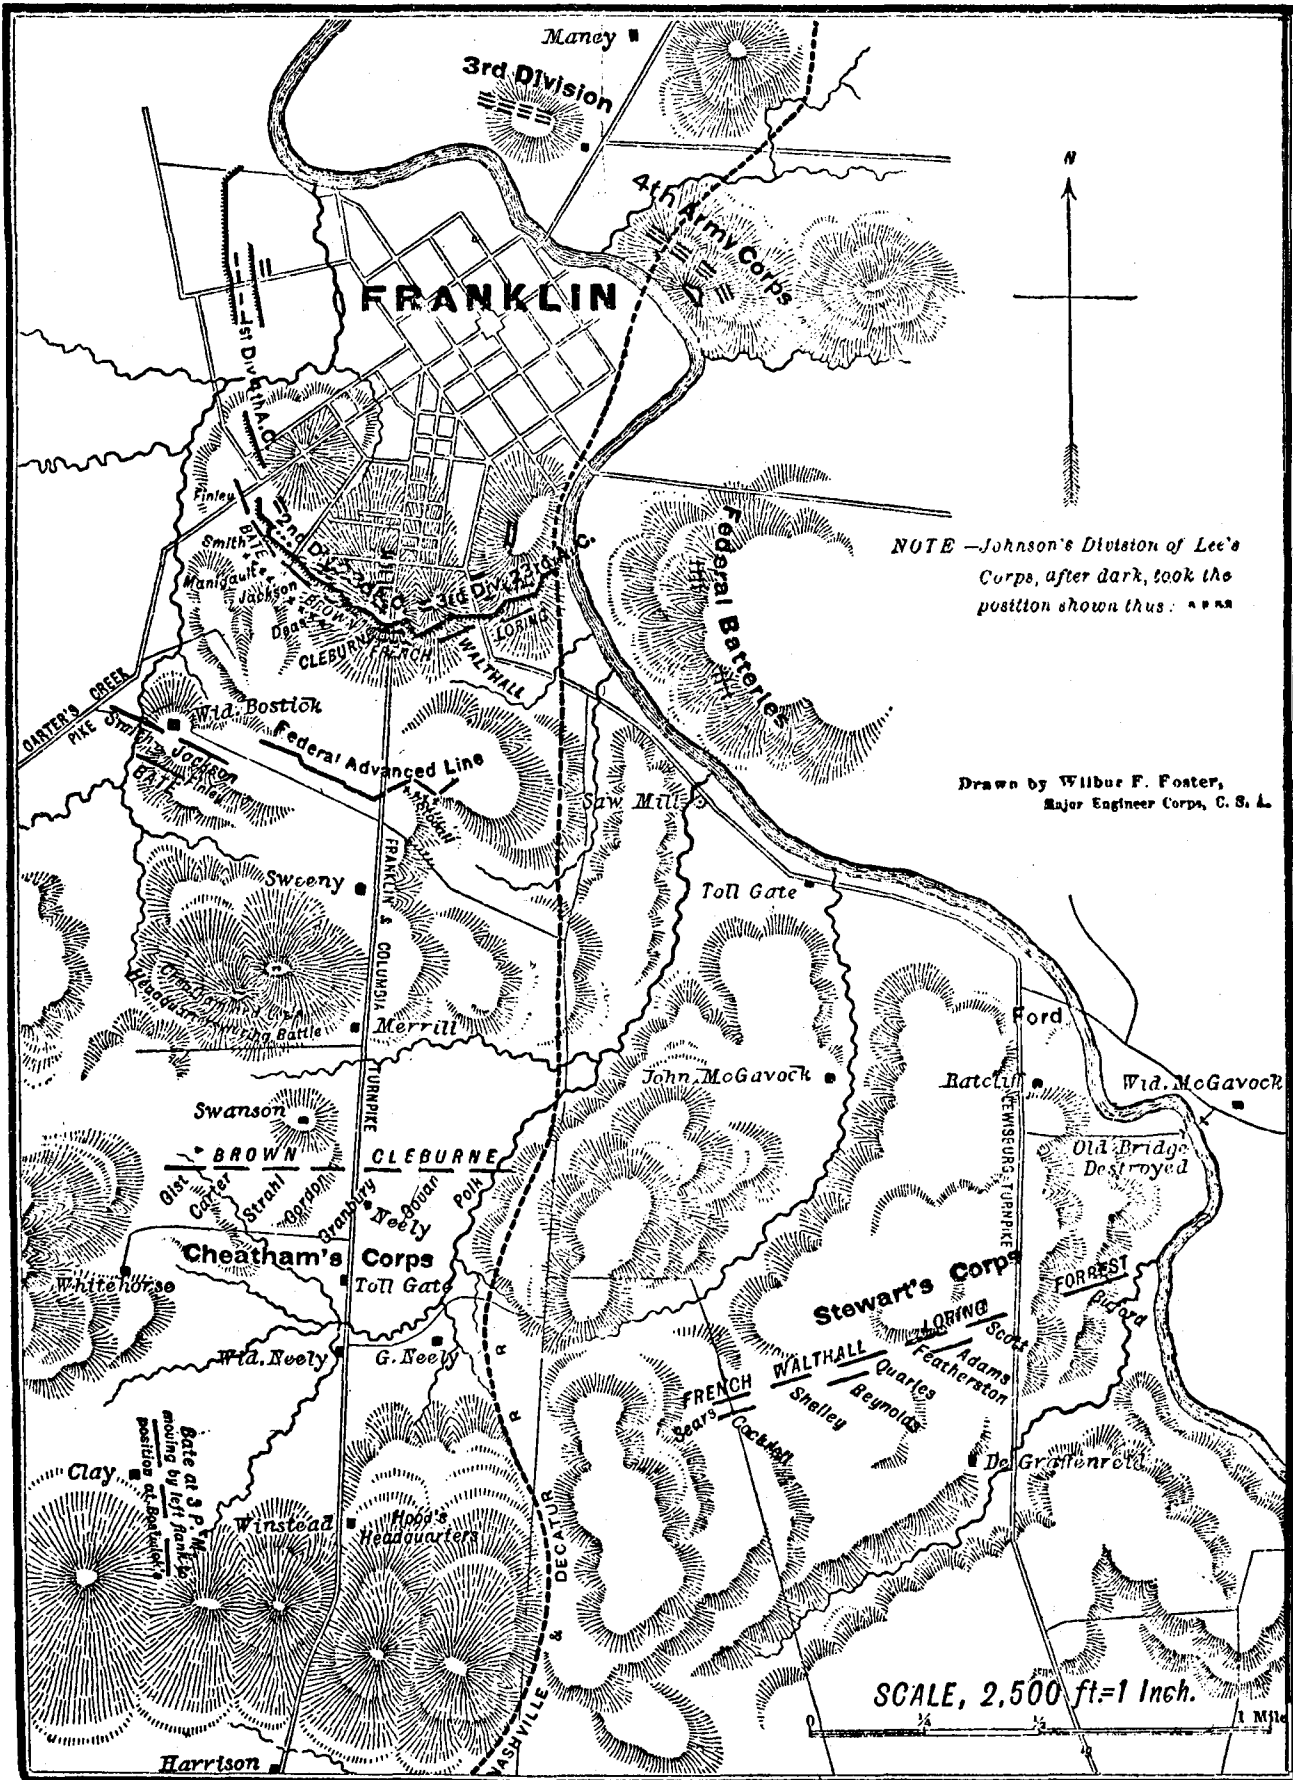 Maney
3rd Division
N
4th Army Corps
FRANKLIN
1st Div. 4th A.C.
Finley
2nd Div. 23rd A.C.
3rd Div. 23rd A.C.
BATE
Smith
Manigault
Jackson
Deas
BROWN
CLEBURNE
FRENCH
WALTHALL
LORING
Federal Batteries
NOTE —Johnson's Division of Lee's
Corps, after dark, took the
position shown thus:
CARTER'S CREEK
PIKE
Wid. Bostick
Federal Advanced Line
Smith
Jackson
Finley
BATE
Saw Mill
Drawn by Wilbur F. Foster,
Major Engineer Corps, C. S. A.
Sweeny
Toll Gate
FRANKLIN & COLUMBIA TURNPIKE
Headquarters during Battle
Merrill
Ford
John McGavock
Ratcliff
Wid. McGavock
Swanson
LEWISBURG TURNPIKE
Old Bridge
Destroyed
BROWN
CLEBURNE
Gist
Carter
Strahl
Gordon
Granbury
Govan
Polk
Neely
Cheatham's Corps
Whitehorse
Toll Gate
Stewart's Corps
FORREST
Buford
Wid. Neely
G. Neely
FRENCH
WALTHALL
LORING
Scott
Adams
Featherston
Quarles
Reynolds
Shelley
Sears
Cockrell
De Graffenreid
Clay
Bate at 3 P. M.
moving by left flank to
position at Bostick's
Winstead
Hood's
Headquarters
NASHVILLE & DECATUR R R
SCALE, 2,500 ft.=1 Inch.
0 1/4 1/2 1 Mile
Harrison